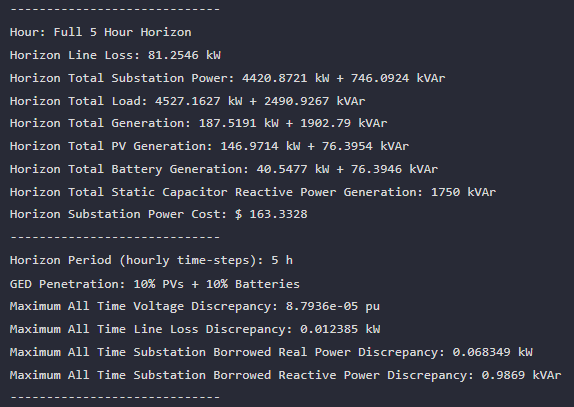 -----------------------------
Hour: Full 5 Hour Horizon
Horizon Line Loss: 81.2546 kW
Horizon Total Substation Power: 4420.8721 kW + 746.0924 kVAr
Horizon Total Load: 4527.1627 kW + 2490.9267 kVAr
Horizon Total Generation: 187.5191 kW + 1902.79 kVAr
Horizon Total PV Generation: 146.9714 kW + 76.3954 kVAr
Horizon Total Battery Generation: 40.5477 kW + 76.3946 kVAr
Horizon Total Static Capacitor Reactive Power Generation: 1750 kVAr
Horizon Substation Power Cost: $ 163.3328
-----------------------------
Horizon Period (hourly time-steps): 5 h
GED Penetration: 10% PVs + 10% Batteries
Maximum All Time Voltage Discrepancy: 8.7936e-05 pu
Maximum All Time Line Loss Discrepancy: 0.012385 kW
Maximum All Time Substation Borrowed Real Power Discrepancy: 0.068349 kW
Maximum All Time Substation Borrowed Reactive Power Discrepancy: 0.9869 kVAr
-----------------------------